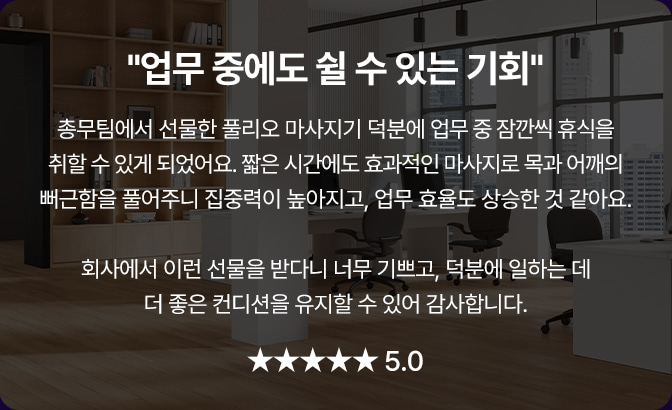 "업무 중에도 쉴 수 있는 기회"
총무팀에서 선물한 풀리오 마사지기 덕분에 업무 중 잠깐씩 휴식을
취할 수 있게 되었어요. 짧은 시간에도 효과적인 마사지로 목과 어깨의
뻐근함을 풀어주니 집중력이 높아지고, 업무 효율도 상승한 것 같아요.
회사에서 이런 선물을 받다니 너무 기쁘고, 덕분에 일하는 데
더 좋은 컨디션을 유지할 수 있어 감사합니다.
★★★★★ 5.0